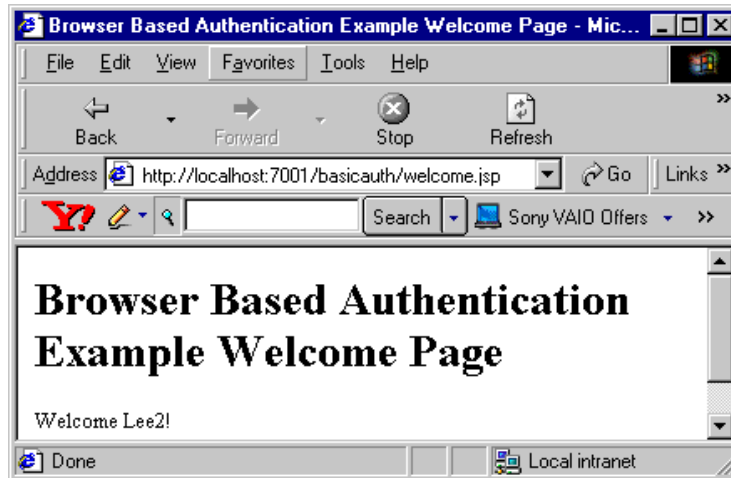 Browser Based Authentication Example Welcome Page - Mic...
File Edit View Favorites Tools Help
Back Forward Stop Refresh »
Address http://localhost:7001/basicauth/welcome.jsp Go Links »
Y! Search Sony VAIO Offers »
Browser Based Authentication
Example Welcome Page
Welcome Lee2!
Done Local intranet